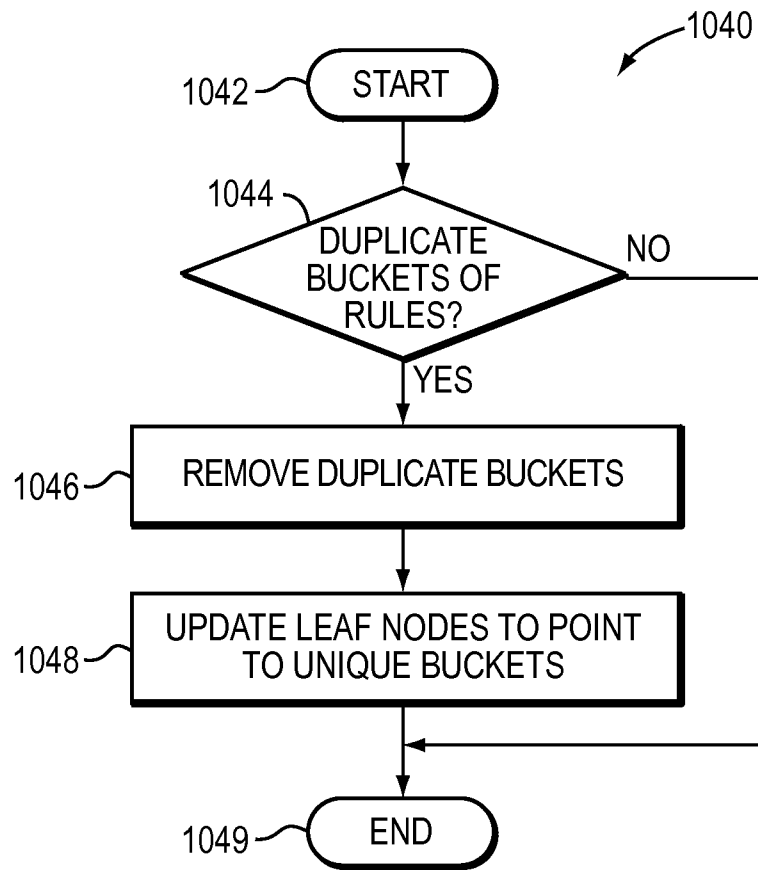 1040
1042
START
1044
DUPLICATE
BUCKETS OF
RULES?
NO
YES
1046
REMOVE DUPLICATE BUCKETS
1048
UPDATE LEAF NODES TO POINT
TO UNIQUE BUCKETS
1049
END